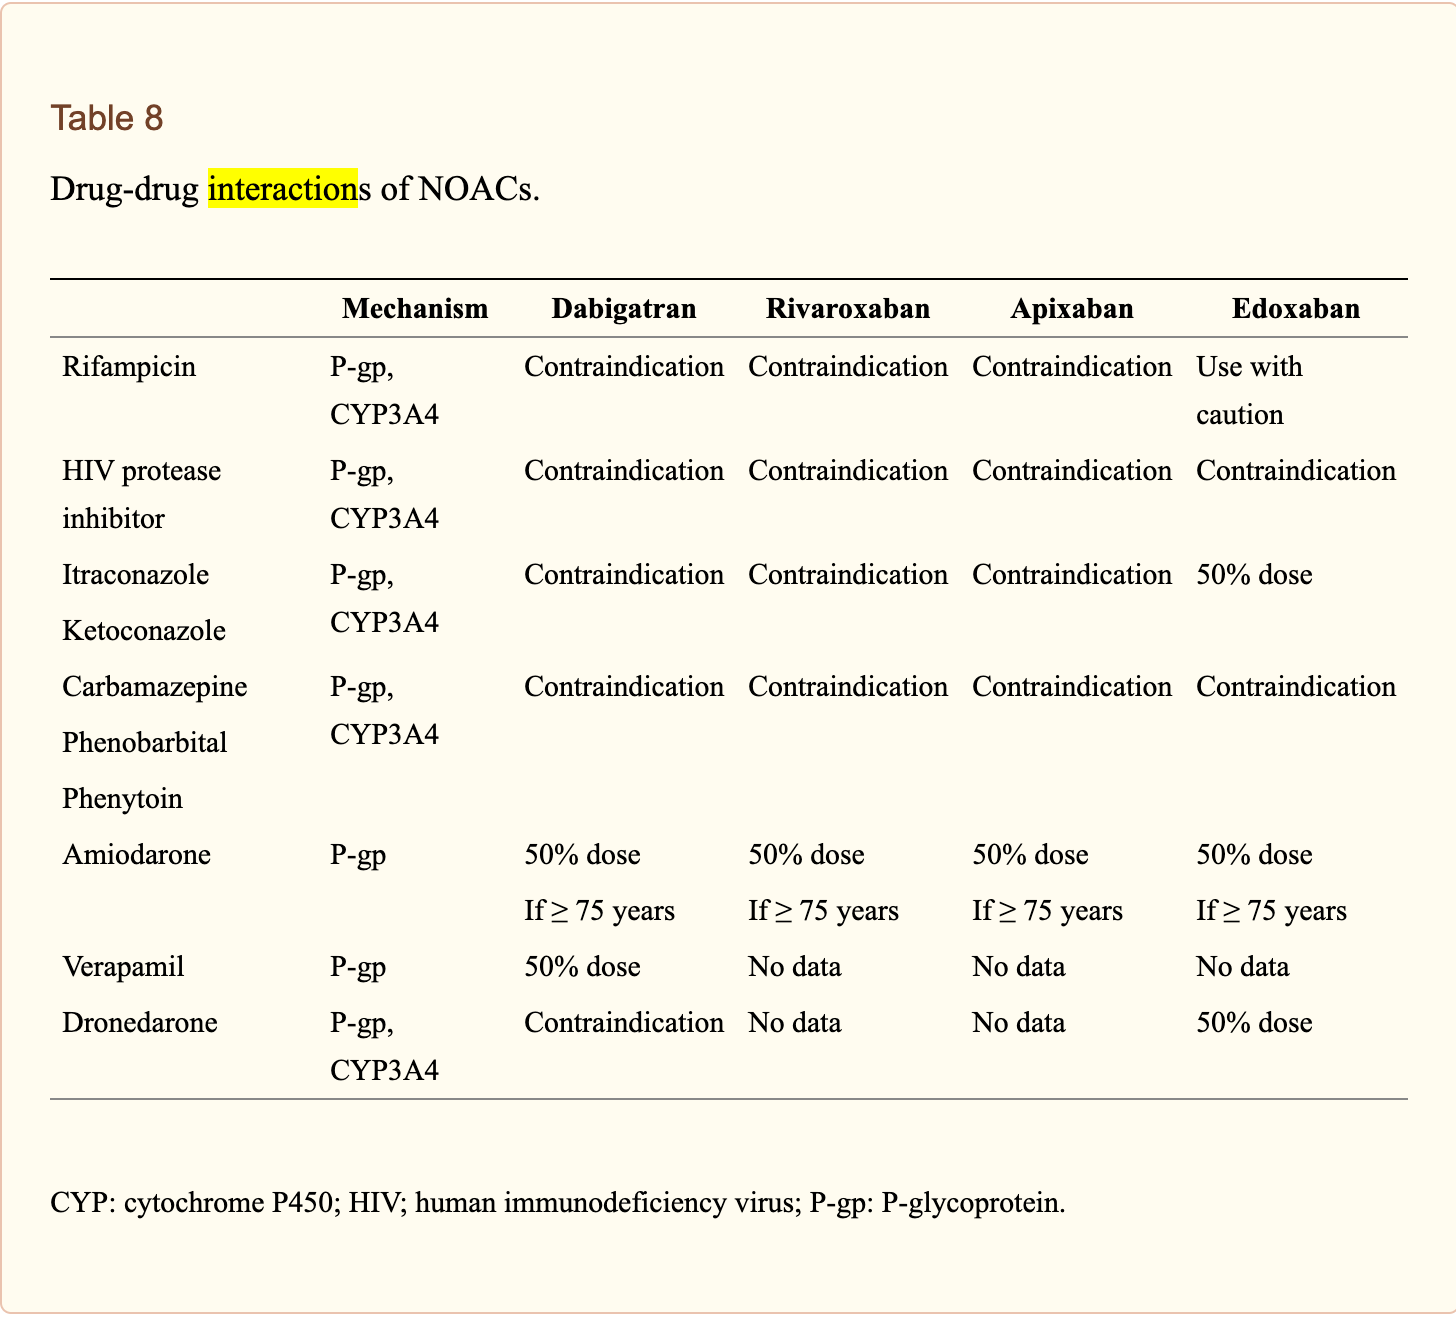 Table 8
Drug-drug interactions of NOACs.
Mechanism Dabigatran Rivaroxaban Apixaban Edoxaban
Rifampicin P-gp, Contraindication Contraindication Contraindication Use with
CYP3A4 caution
HIV protease P-gp, Contraindication Contraindication Contraindication Contraindication
inhibitor CYP3A4
Itraconazole P-gp, Contraindication Contraindication Contraindication 50% dose
Ketoconazole CYP3A4
Carbamazepine P-gp, Contraindication Contraindication Contraindication Contraindication
Phenobarbital CYP3A4
Phenytoin
Amiodarone P-gp 50% dose 50% dose 50% dose 50% dose
If ≥ 75 years If ≥ 75 years If ≥ 75 years If ≥ 75 years
Verapamil P-gp 50% dose No data No data No data
Dronedarone P-gp, Contraindication No data No data 50% dose
CYP3A4
CYP: cytochrome P450; HIV; human immunodeficiency virus; P-gp: P-glycoprotein.